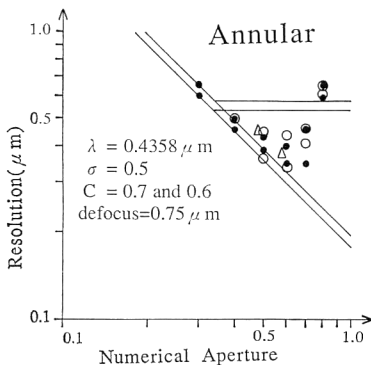 Annular
1.0
0.5
0.1
Resolution(μm)
λ = 0.4358 μm
σ = 0.5
C = 0.7 and 0.6
defocus=0.75 μm
0.1
0.5
1.0
Numerical Aperture